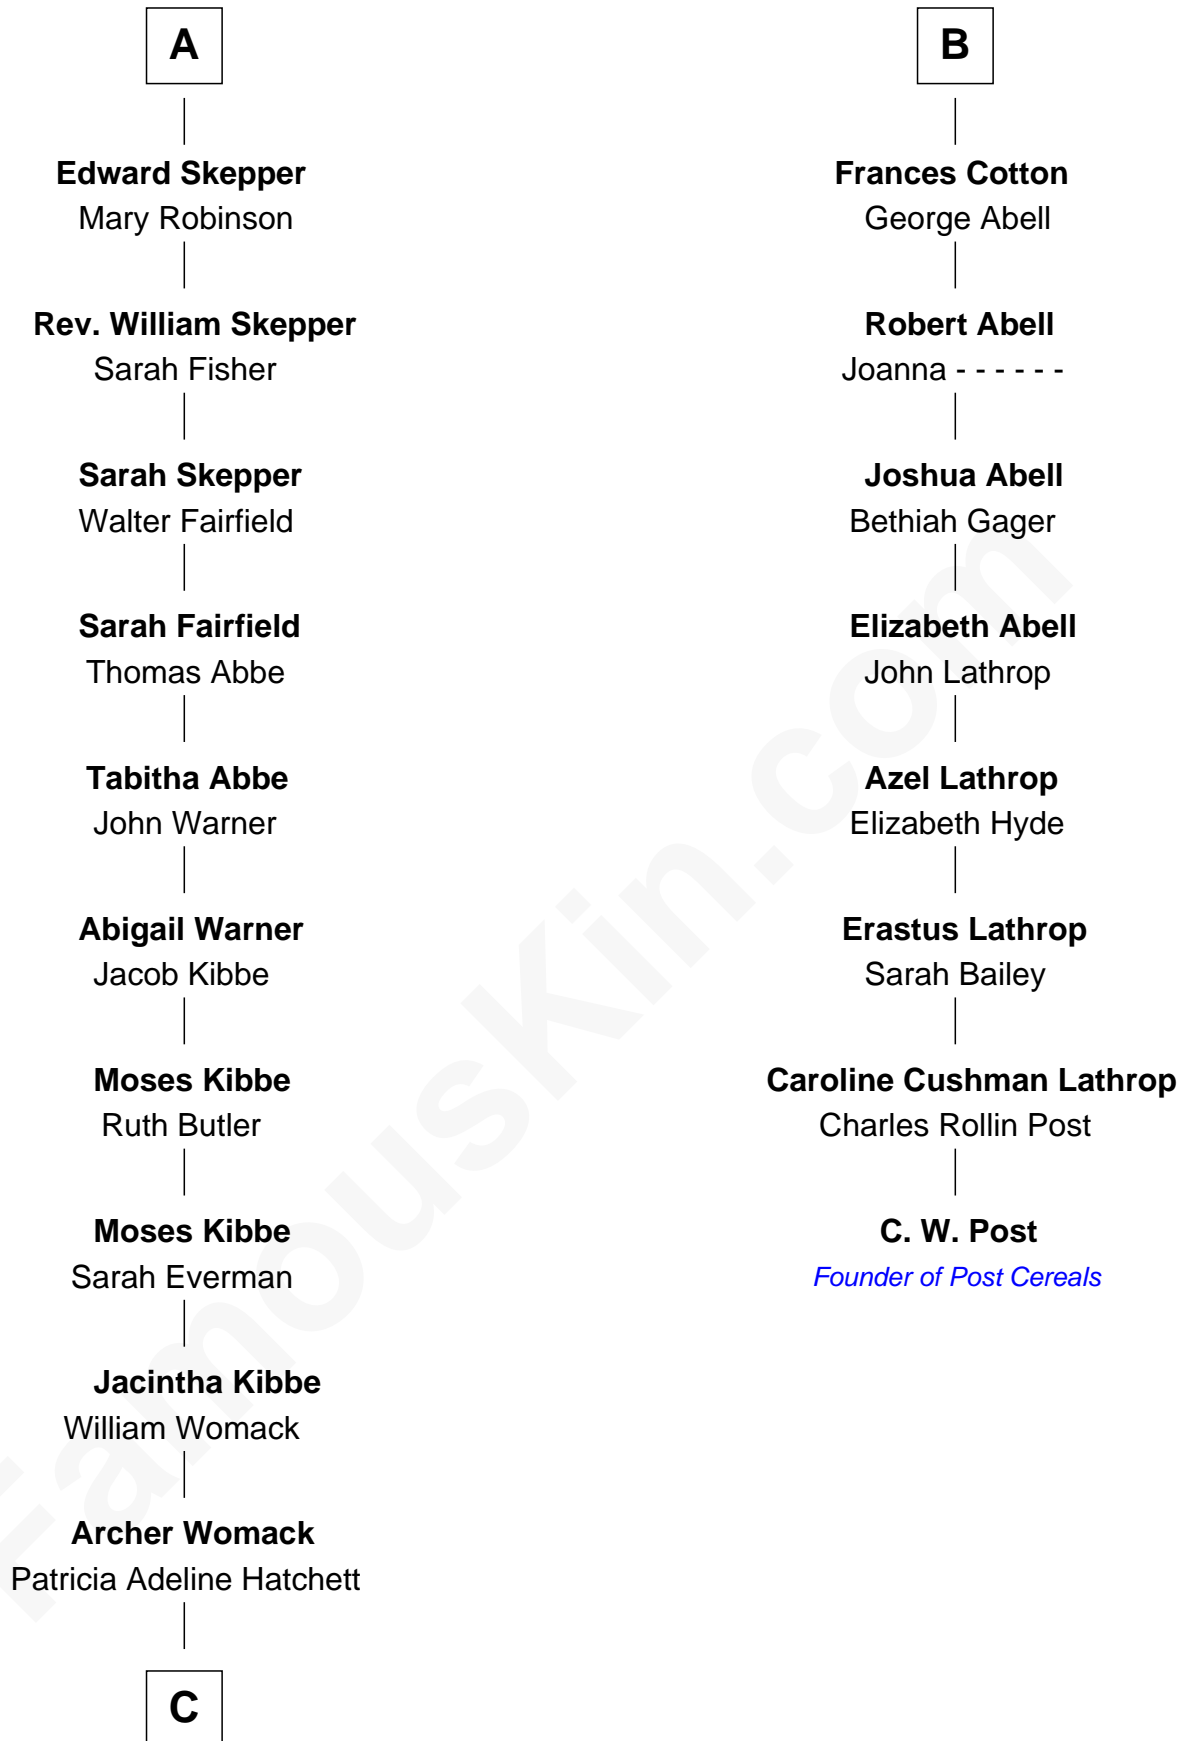 A
Edward Skepper
Mary Robinson
Rev. William Skepper
Sarah Fisher
Sarah Skepper
Walter Fairfield
Sarah Fairfield
Thomas Abbe
Tabitha Abbe
John Warner
Abigail Warner
Jacob Kibbe
Moses Kibbe
Ruth Butler
Moses Kibbe
Sarah Everman
Jacintha Kibbe
William Womack
Archer Womack
Patricia Adeline Hatchett
C
B
Frances Cotton
George Abell
Robert Abell
Joanna - - - - - -
Joshua Abell
Bethiah Gager
Elizabeth Abell
John Lathrop
Azel Lathrop
Elizabeth Hyde
Erastus Lathrop
Sarah Bailey
Caroline Cushman Lathrop
Charles Rollin Post
C. W. Post
Founder of Post Cereals
FamousKin.com